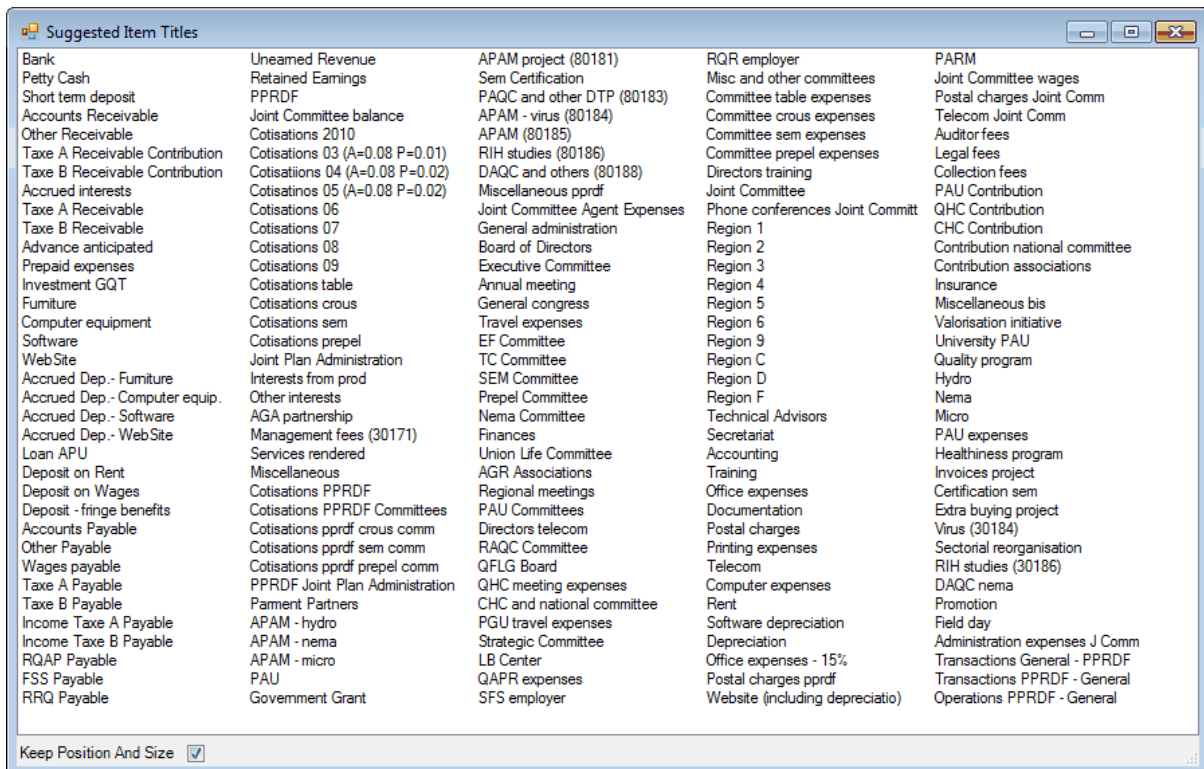 Suggested Item Titles
Bank
Petty Cash
Short term deposit
Accounts Receivable
Other Receivable
Taxe A Receivable Contribution
Taxe B Receivable Contribution
Accrued interests
Taxe A Receivable
Taxe B Receivable
Advance anticipated
Prepaid expenses
Investment GQT
Furniture
Computer equipment
Software
WebSite
Accrued Dep.- Furniture
Accrued Dep.- Computer equip.
Accrued Dep.- Software
Accrued Dep.- WebSite
Loan APU
Deposit on Rent
Deposit on Wages
Deposit - fringe benefits
Accounts Payable
Other Payable
Wages payable
Taxe A Payable
Taxe B Payable
Income Taxe A Payable
Income Taxe B Payable
RQAP Payable
FSS Payable
RRQ Payable
Unearned Revenue
Retained Earnings
PPRDF
Joint Committee balance
Cotisations 2010
Cotisations 03 (A=0.08 P=0.01)
Cotisatiions 04 (A=0.08 P=0.02)
Cotisatinos 05 (A=0.08 P=0.02)
Cotisations 06
Cotisations 07
Cotisations 08
Cotisations 09
Cotisations table
Cotisations crous
Cotisations sem
Cotisations prepel
Joint Plan Administration
Interests from prod
Other interests
AGA partnership
Management fees (30171)
Services rendered
Miscellaneous
Cotisations PPRDF
Cotisations PPRDF Committees
Cotisations pprdf crous comm
Cotisations pprdf sem comm
Cotisations pprdf prepel comm
PPRDF Joint Plan Administration
Parment Partners
APAM - hydro
APAM - nema
APAM - micro
PAU
Government Grant
APAM project (80181)
Sem Certification
PAQC and other DTP (80183)
APAM - virus (80184)
APAM (80185)
RIH studies (80186)
DAQC and others (80188)
Miscellaneous pprdf
Joint Committee Agent Expenses
General administration
Board of Directors
Executive Committee
Annual meeting
General congress
Travel expenses
EF Committee
TC Committee
SEM Committee
Prepel Committee
Nema Committee
Finances
Union Life Committee
AGR Associations
Regional meetings
PAU Committees
Directors telecom
RAQC Committee
QFLG Board
QHC meeting expenses
CHC and national committee
PGU travel expenses
Strategic Committee
LB Center
QAPR expenses
SFS employer
RQR employer
Misc and other committees
Committee table expenses
Committee crous expenses
Committee sem expenses
Committee prepel expenses
Directors training
Joint Committee
Phone conferences Joint Committ
Region 1
Region 2
Region 3
Region 4
Region 5
Region 6
Region 9
Region C
Region D
Region F
Technical Advisors
Secretariat
Accounting
Training
Office expenses
Documentation
Postal charges
Printing expenses
Telecom
Computer expenses
Rent
Software depreciation
Depreciation
Office expenses - 15%
Postal charges pprdf
Website (including depreciatio)
PARM
Joint Committee wages
Postal charges Joint Comm
Telecom Joint Comm
Auditor fees
Legal fees
Collection fees
PAU Contribution
QHC Contribution
CHC Contribution
Contribution national committee
Contribution associations
Insurance
Miscellaneous bis
Valorisation initiative
University PAU
Quality program
Hydro
Nema
Micro
PAU expenses
Healthiness program
Invoices project
Certification sem
Extra buying project
Virus (30184)
Sectorial reorganisation
RIH studies (30186)
DAQC nema
Promotion
Field day
Administration expenses J Comm
Transactions General - PPRDF
Transactions PPRDF - General
Operations PPRDF - General
Keep Position And Size